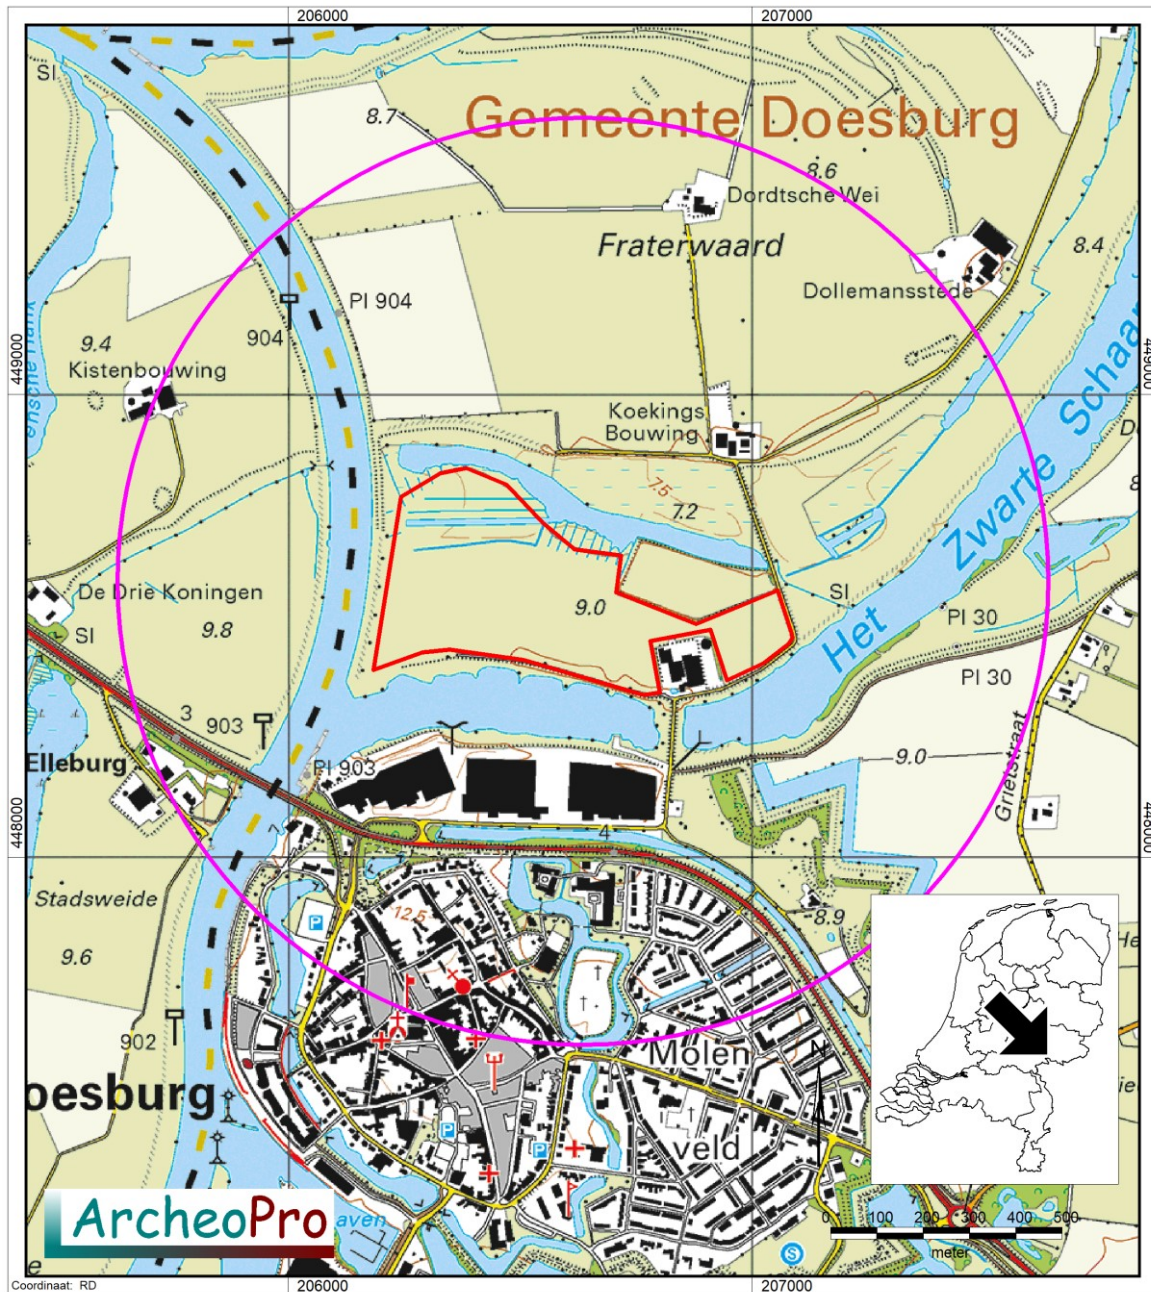 206000
207000
SI
8.7
Gemeente Doesburg
8.6
Dordtsche Wei
Fraterwaard
8.4
Dollemansstede
PI 904
904
9.4
Kistenbouwing
449000
449000
Koekings
Bouwing
Het Zwarte Schaar
7.5
7.2
De Drie Koningen
9.8
SI
9.0
SI
PI 30
PI 30
3
903
PI 903
Elleburg
9.0
Grietstraat
4
448000
448000
Stadsweide
9.6
12.5
8.9
P
902
Molen
veld
N
oesburg
P
P
ArcheoPro
aven
0 100 200 300 400 500
meter
S
Coordinaat: RD
206000
207000